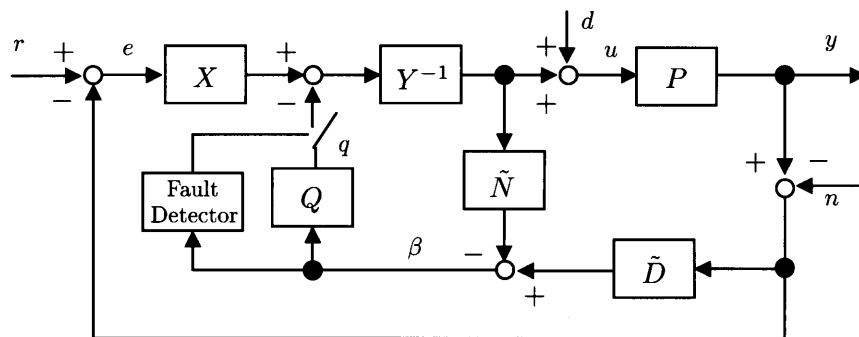 r
+
−
e
X
+
−
Y⁻¹
+
+
d
u
P
y
q
Fault
Detector
Q
Ñ
+
−
n
β
−
+
D̃